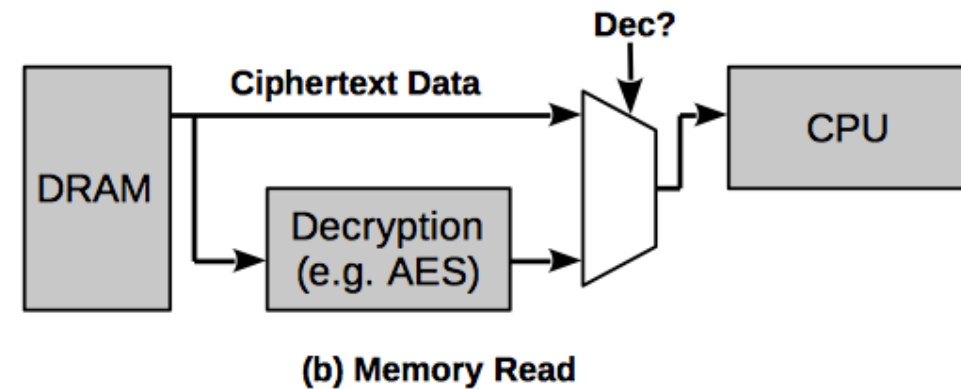 Dec?
Ciphertext Data
CPU
DRAM
Decryption
(e.g. AES)
(b) Memory Read